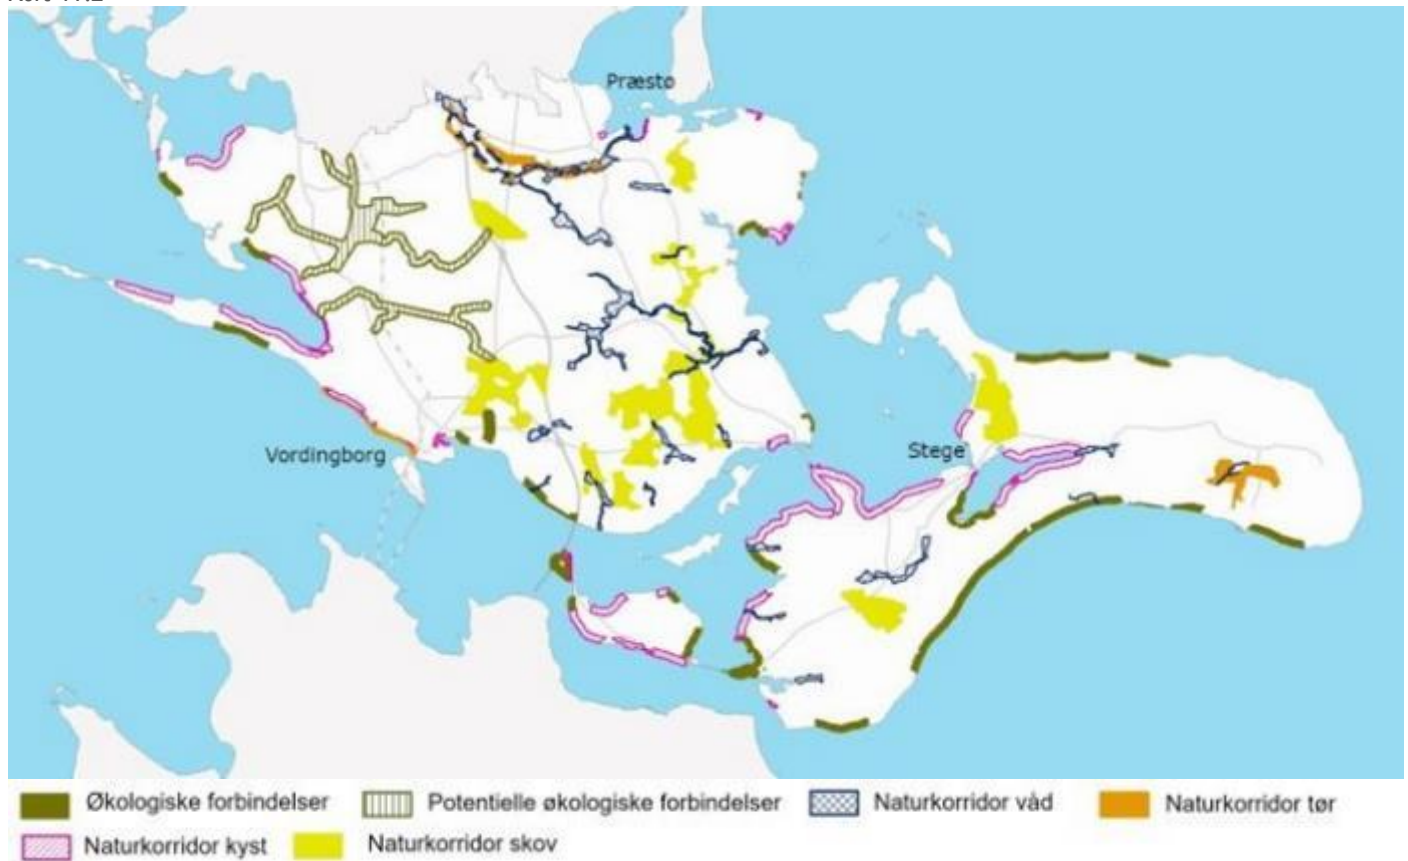 Præstø
Vordingborg
Stege
Økologiske forbindelser
Potentielle økologiske forbindelser
Naturkorridor våd
Naturkorridor tør
Naturkorridor kyst
Naturkorridor skov